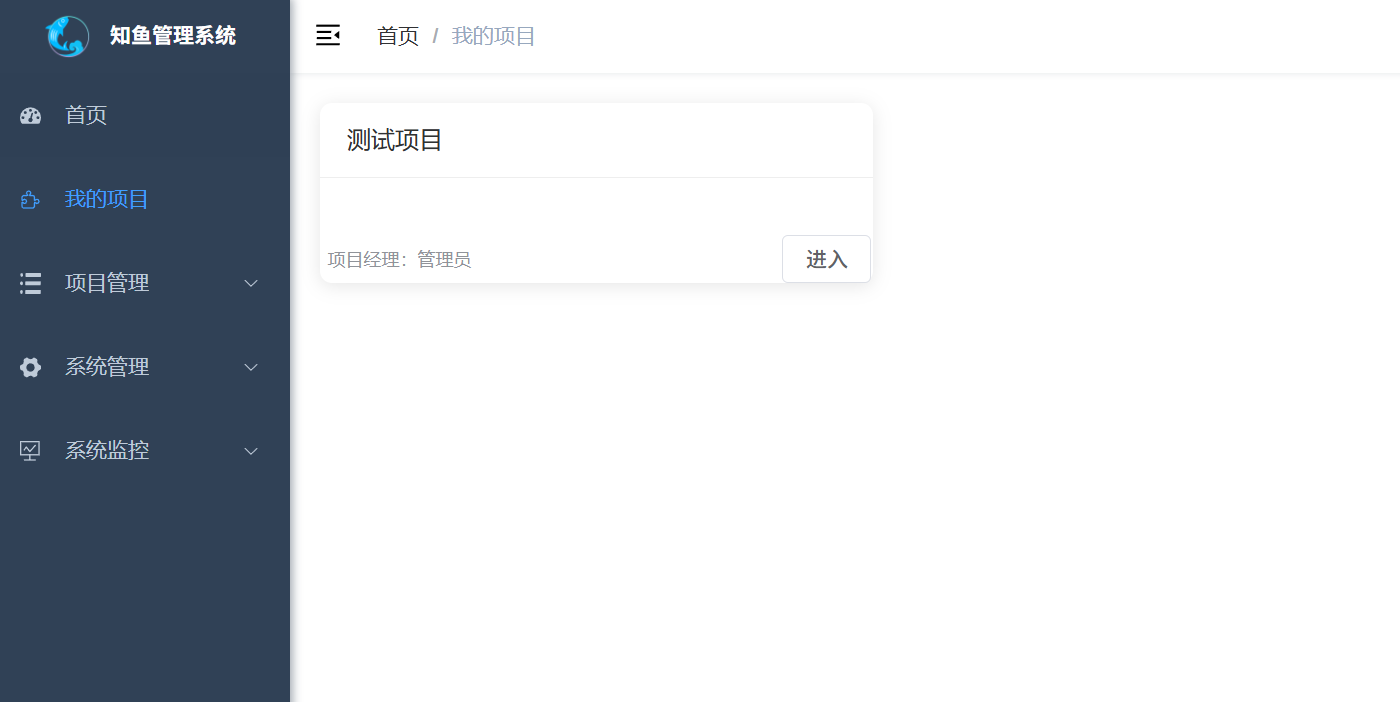 知鱼管理系统
首页
我的项目
项目管理
系统管理
系统监控
首页 / 我的项目
测试项目
项目经理：管理员
进入